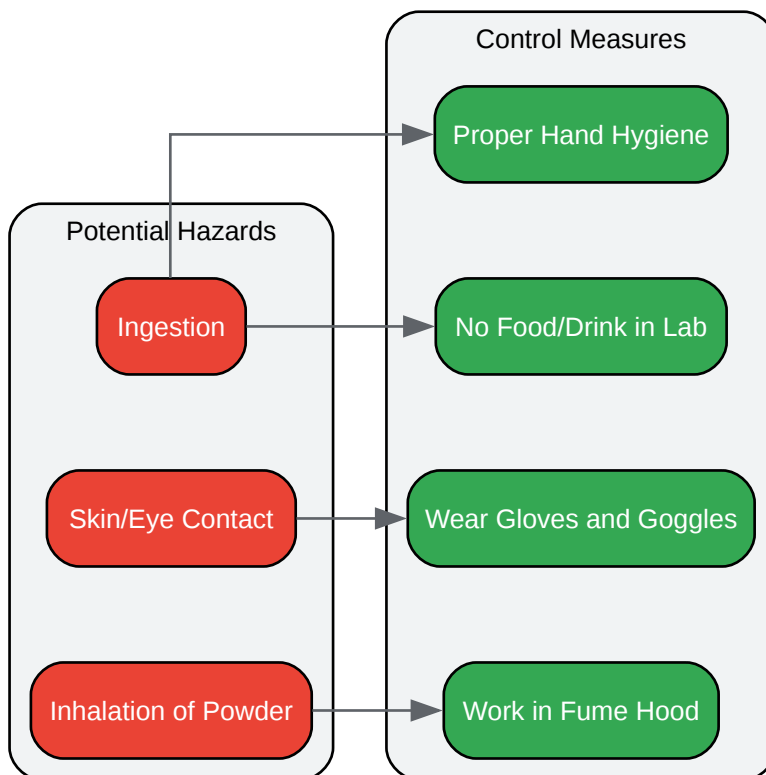 Control Measures
Proper Hand Hygiene
Potential Hazards
Ingestion
No Food/Drink in Lab
Skin/Eye Contact
Wear Gloves and Goggles
Inhalation of Powder
Work in Fume Hood